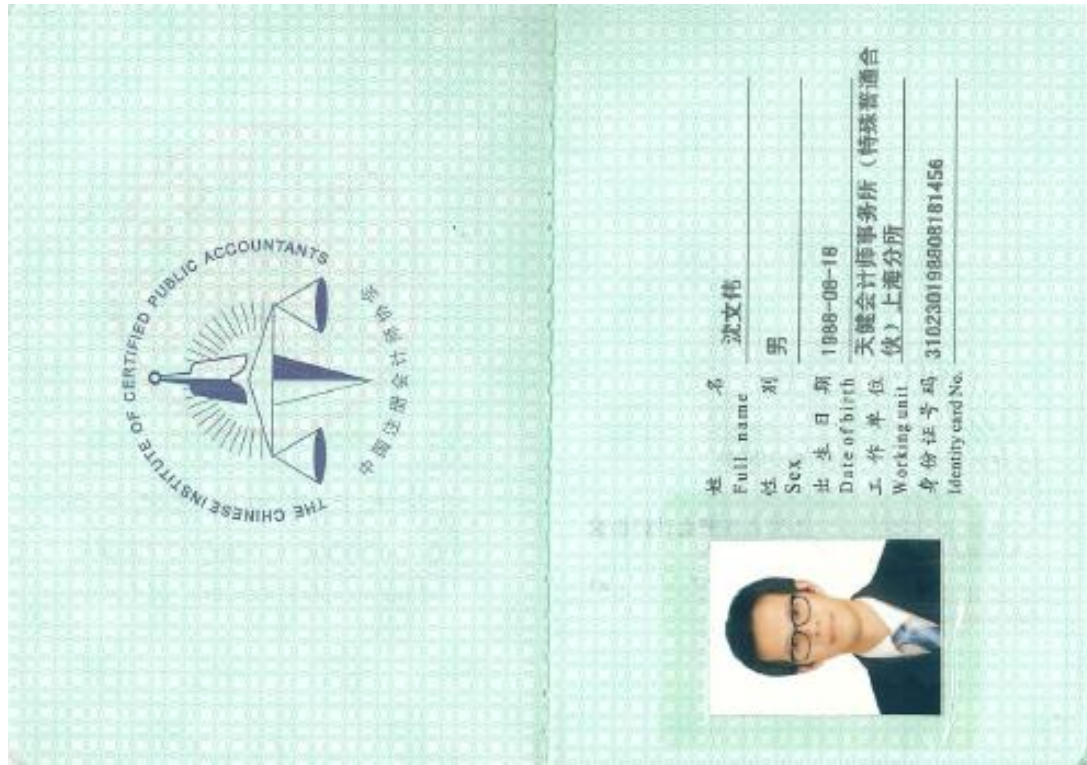 THE CHINESE INSTITUTE OF CERTIFIED PUBLIC ACCOUNTANTS
中国注册会计师协会
姓 名 沈文伟
Full name
性 别 男
Sex
出 生 日 期 1988-08-18
Date of birth
工 作 单 位 天健会计师事务所（特殊普通合
Working unit 伙）上海分所
身 份 证 号 码 310230198808181456
Identity card No.